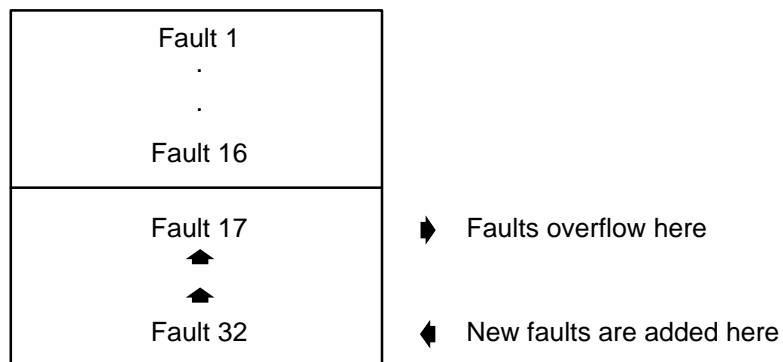 Fault 1
.
.
Fault 16
Fault 17 Faults overflow here
Fault 32 New faults are added here